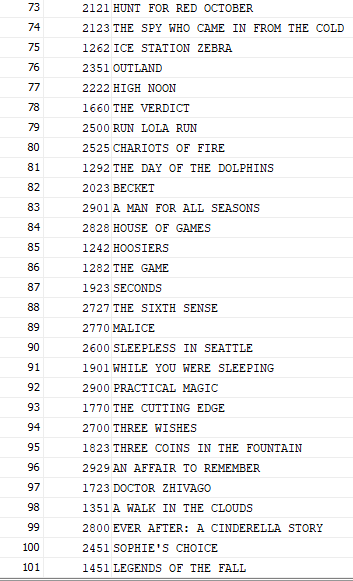 73 2121 HUNT FOR RED OCTOBER
74 2123 THE SPY WHO CAME IN FROM THE COLD
75 1262 ICE STATION ZEBRA
76 2351 OUTLAND
77 2222 HIGH NOON
78 1660 THE VERDICT
79 2500 RUN LOLA RUN
80 2525 CHARIOTS OF FIRE
81 1292 THE DAY OF THE DOLPHINS
82 2023 BECKET
83 2901 A MAN FOR ALL SEASONS
84 2828 HOUSE OF GAMES
85 1242 HOOSIERS
86 1282 THE GAME
87 1923 SECONDS
88 2727 THE SIXTH SENSE
89 2770 MALICE
90 2600 SLEEPLESS IN SEATTLE
91 1901 WHILE YOU WERE SLEEPING
92 2900 PRACTICAL MAGIC
93 1770 THE CUTTING EDGE
94 2700 THREE WISHES
95 1823 THREE COINS IN THE FOUNTAIN
96 2929 AN AFFAIR TO REMEMBER
97 1723 DOCTOR ZHIVAGO
98 1351 A WALK IN THE CLOUDS
99 2800 EVER AFTER: A CINDERELLA STORY
100 2451 SOPHIE'S CHOICE
101 1451 LEGENDS OF THE FALL